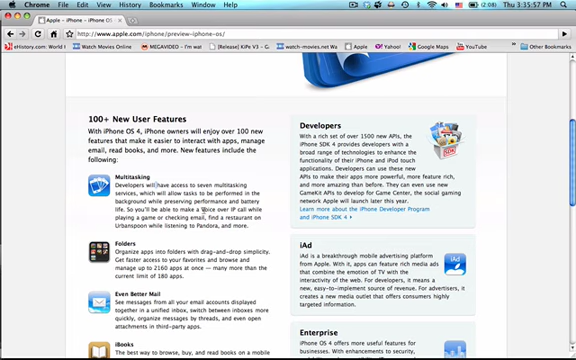 Chrome File Edit View History Bookmarks Window Help
(2:08) Thu 3:35:57 PM
Apple - iPhone - iPhone OS
http://www.apple.com/iphone/preview-iphone-os/
eHistory.com: World Watch Movies Online MEGAVIDEO - I'm wat [Release] KiPe V3 - G watch-movies.net Wa Apple Yahoo! Google Maps YouTube Other Bookmarks
100+ New User Features
With iPhone OS 4, iPhone owners will enjoy over 100 new
features that make it easier to interact with apps, manage
email, read books, and more. New features include the
following:
Multitasking
Developers will have access to seven multitasking
services, which will allow tasks to be performed in the
background while preserving performance and battery
life. So you'll be able to make a voice over IP call while
playing a game or checking email, find a restaurant on
Urbanspoon while listening to Pandora, and more.
Folders
Organize apps into folders with drag-and-drop simplicity.
Get faster access to your favorites and browse and
manage up to 2160 apps at once — many more than the
current limit of 180 apps.
Even Better Mail
See messages from all your email accounts displayed
together in a unified inbox, switch between inboxes more
quickly, organize messages by threads, and even open
attachments in third-party apps.
iBooks
The best way to browse, buy, and read books on a mobile
Developers
With a rich set of over 1500 new APIs, the
iPhone SDK 4 provides developers with a
broad range of technologies to enhance the
functionality of their iPhone and iPod touch
applications. Developers can use these new
APIs to make their apps more powerful, more feature rich,
and more amazing than before. They can even use new
GameKit APIs to develop for Game Center, the social gaming
network Apple will launch later this year.
Learn more about the iPhone Developer Program
and iPhone SDK 4
iAd
iAd is a breakthrough mobile advertising platform
from Apple. With it, apps can feature rich media ads
that combine the emotion of TV with the
interactivity of the web. For developers, it means a
new, easy-to-implement source of revenue. For advertisers, it
creates a new media outlet that offers consumers highly
targeted information.
Enterprise
iPhone OS 4 offers more useful features for
businesses. With enhancements to security,